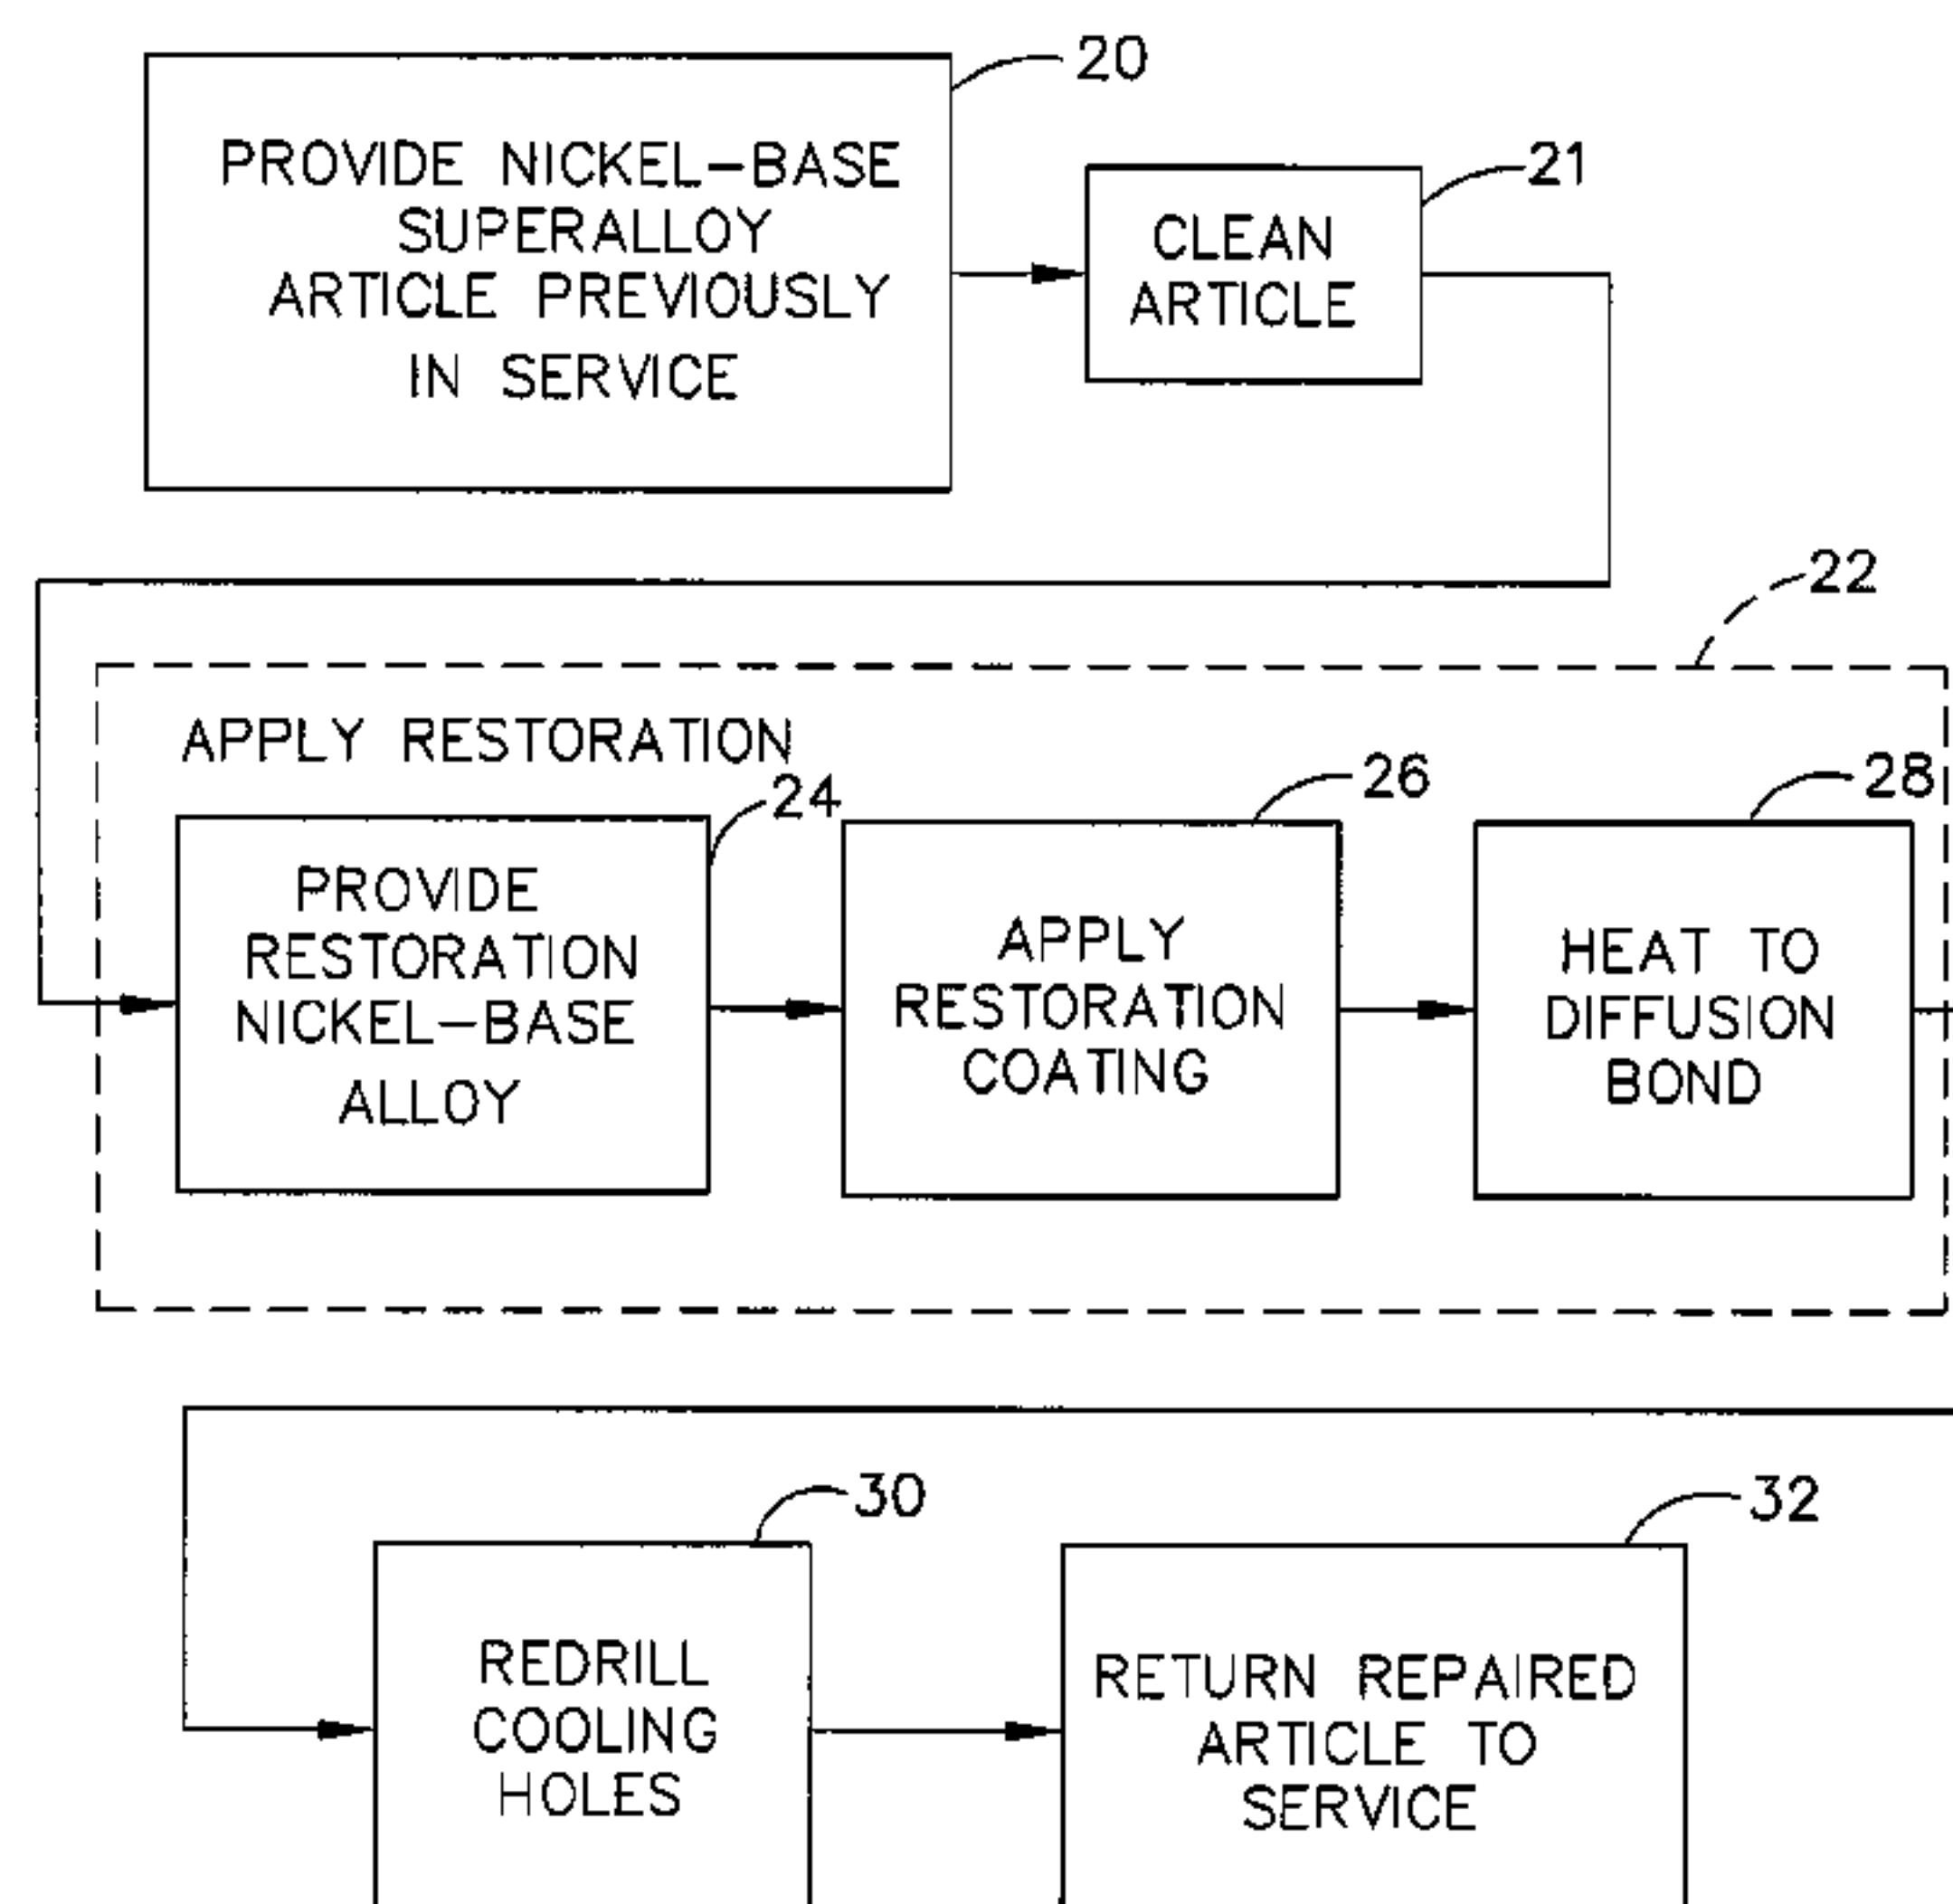 20
PROVIDE NICKEL-BASE
SUPERALLOY
ARTICLE PREVIOUSLY
IN SERVICE
21
CLEAN
ARTICLE
22
APPLY RESTORATION
24
PROVIDE
RESTORATION
NICKEL-BASE
ALLOY
26
APPLY
RESTORATION
COATING
28
HEAT TO
DIFFUSION
BOND
30
REDRILL
COOLING
HOLES
32
RETURN REPAIRED
ARTICLE TO
SERVICE